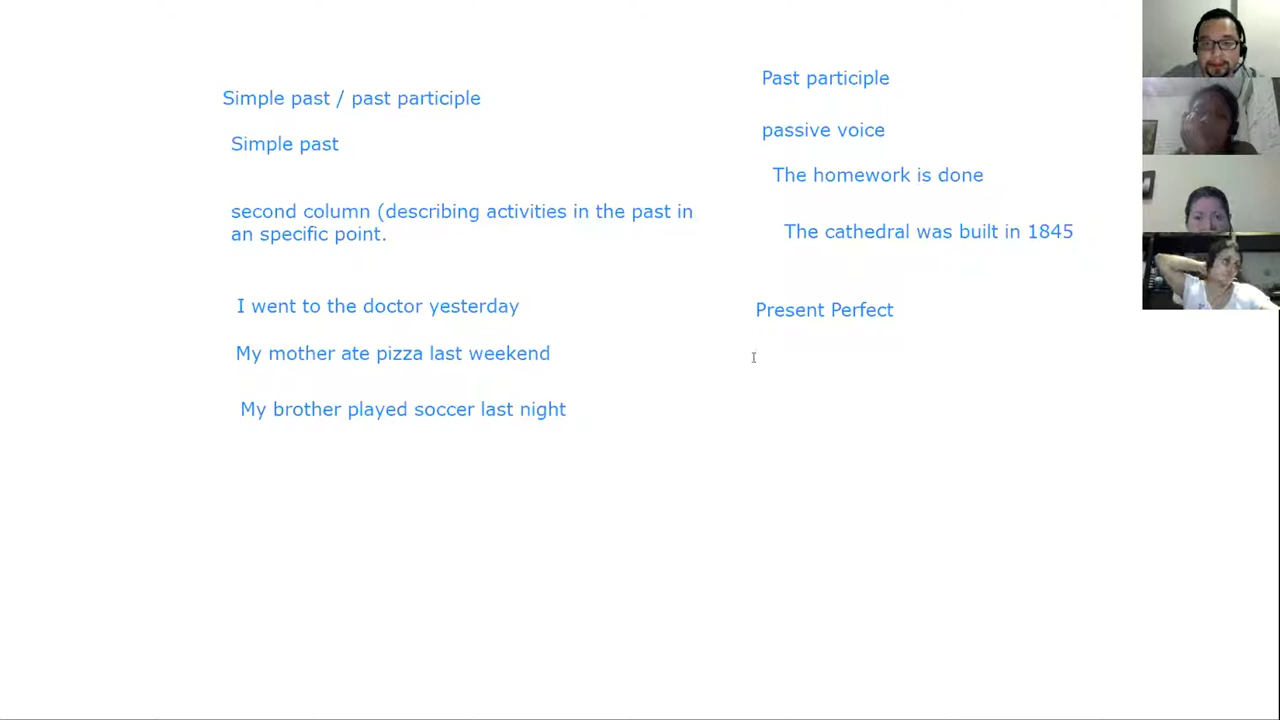 Simple past / past participle
Simple past
second column (describing activities in the past in
an specific point.
I went to the doctor yesterday
My mother ate pizza last weekend
My brother played soccer last night
Past participle
passive voice
The homework is done
The cathedral was built in 1845
Present Perfect